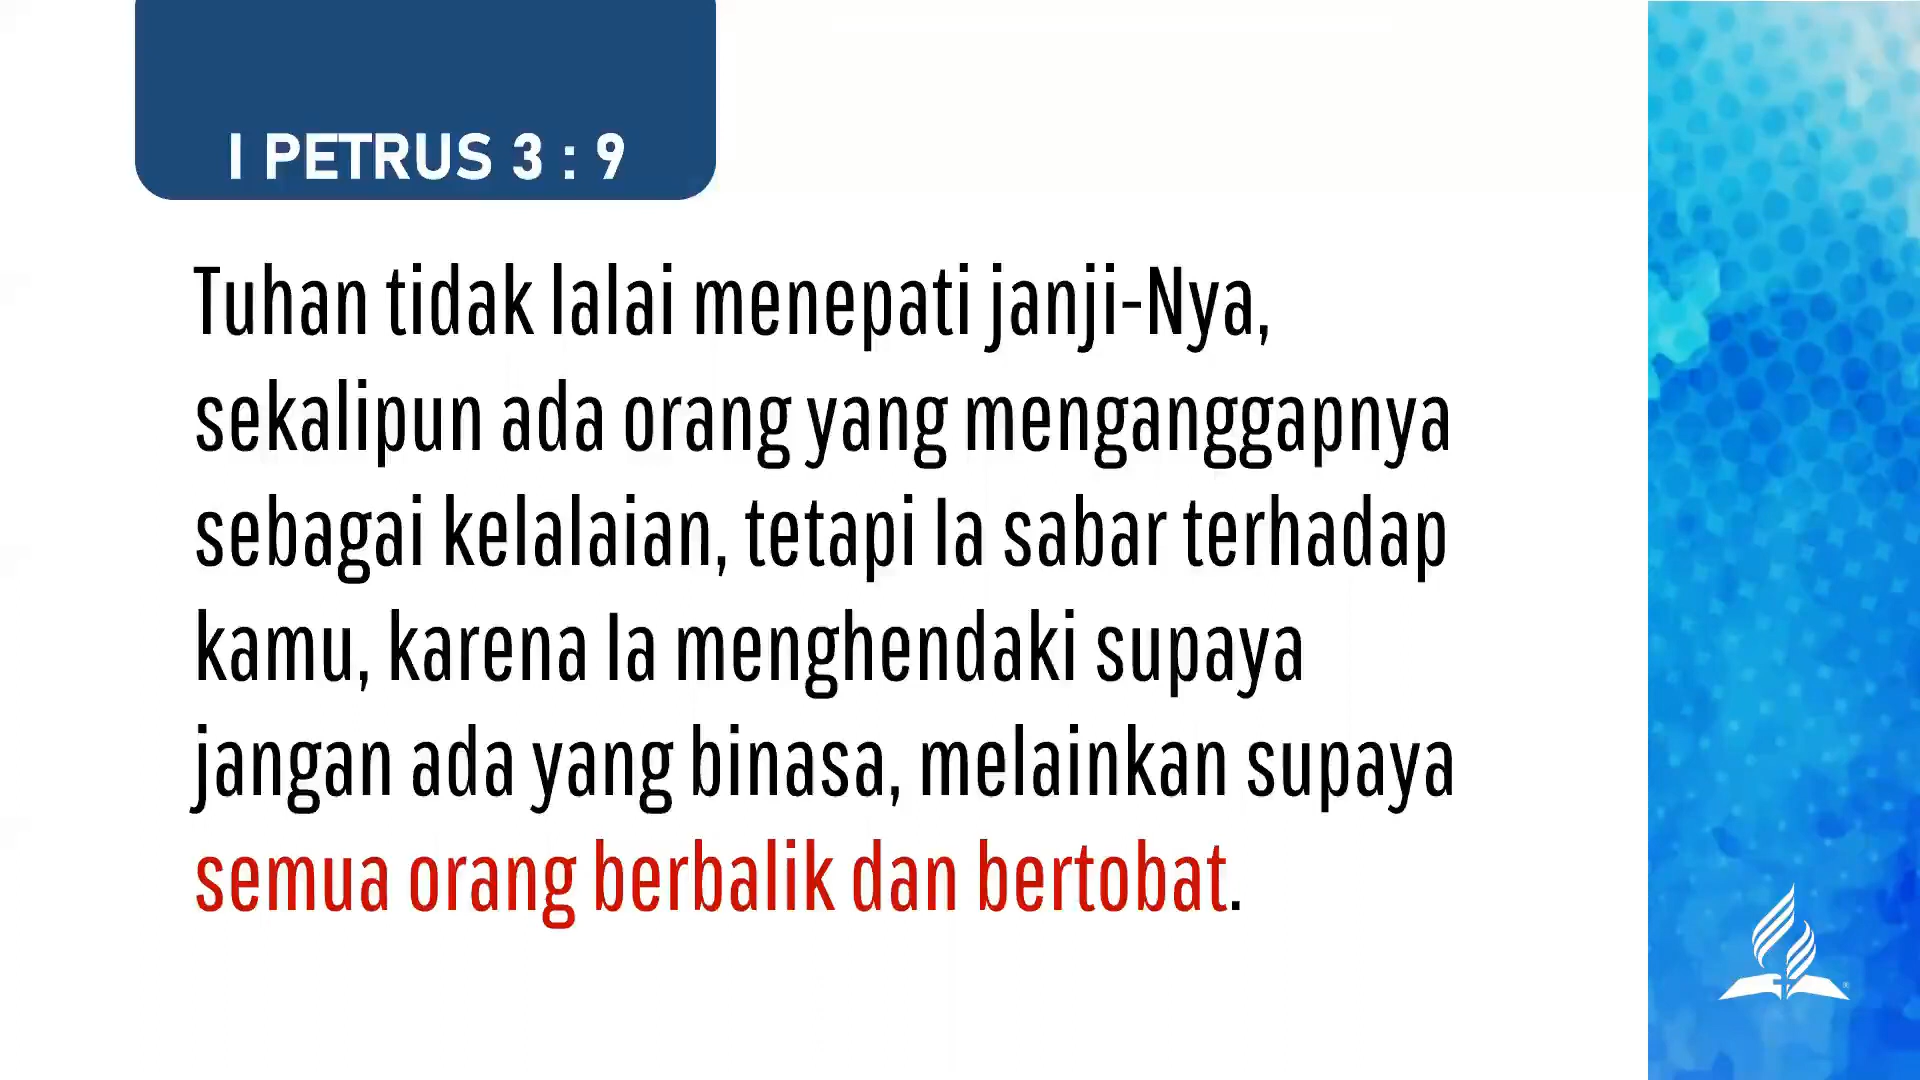 I PETRUS 3 : 9
Tuhan tidak lalai menepati janji-Nya,
sekalipun ada orang yang menganggapnya
sebagai kelalaian, tetapi Ia sabar terhadap
kamu, karena Ia menghendaki supaya
jangan ada yang binasa, melainkan supaya
semua orang berbalik dan bertobat.